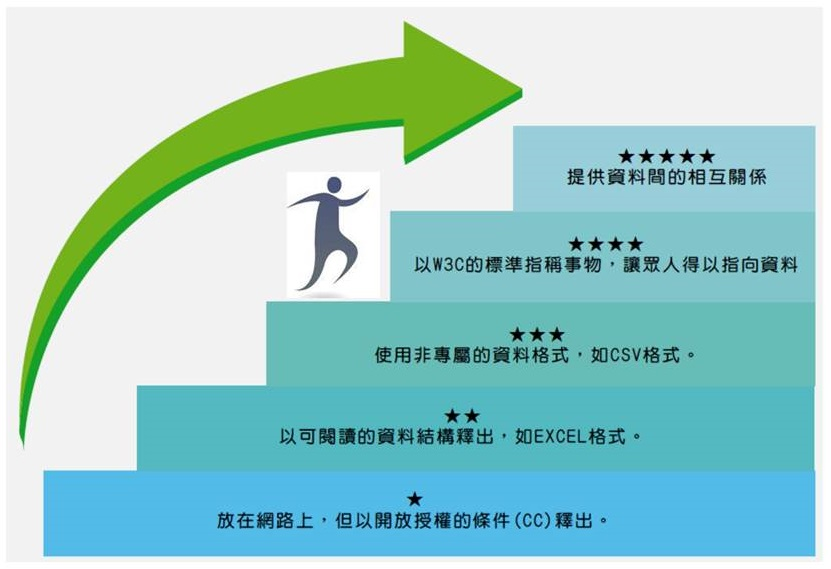 ★★★★★
提供資料間的相互關係
★★★★
以W3C的標準指稱事物，讓眾人得以指向資料
★★★
使用非專屬的資料格式，如CSV格式。
★★
以可閱讀的資料結構釋出，如EXCEL格式。
★
放在網路上，但以開放授權的條件(CC)釋出。